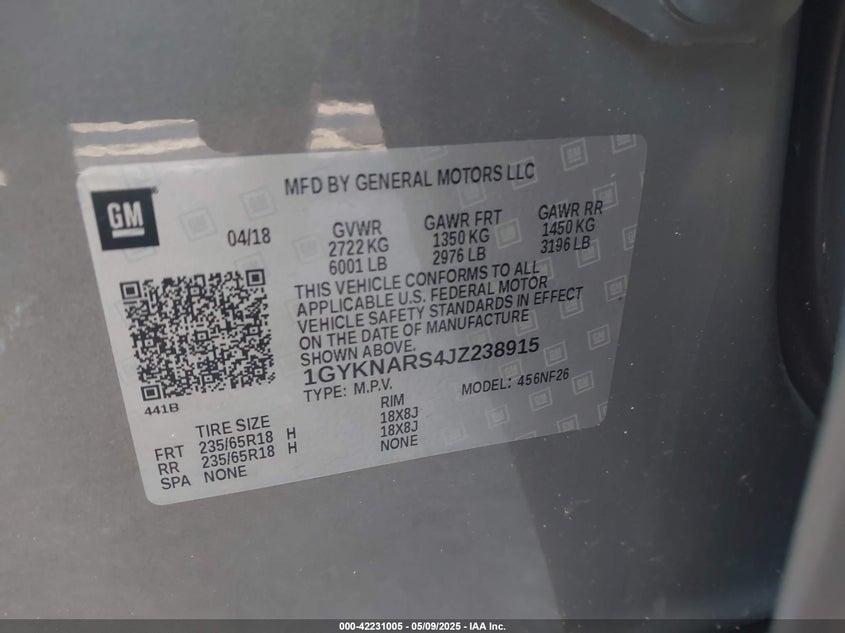 MFD BY GENERAL MOTORS LLC
GM
04/18
GVWR
2722 KG
6001 LB
GAWR FRT
1350 KG
2976 LB
GAWR RR
1450 KG
3196 LB
THIS VEHICLE CONFORMS TO ALL
APPLICABLE U.S. FEDERAL MOTOR
VEHICLE SAFETY STANDARDS IN EFFECT
ON THE DATE OF MANUFACTURE
SHOWN ABOVE.
1GYKNARS4JZ238915
TYPE: M.P.V. MODEL: 456NF26
441B
TIRE SIZE RIM
FRT 235/65R18 H 18X8J
RR 235/65R18 H 18X8J
SPA NONE NONE
000-42231005 - 05/09/2025 - IAA Inc.